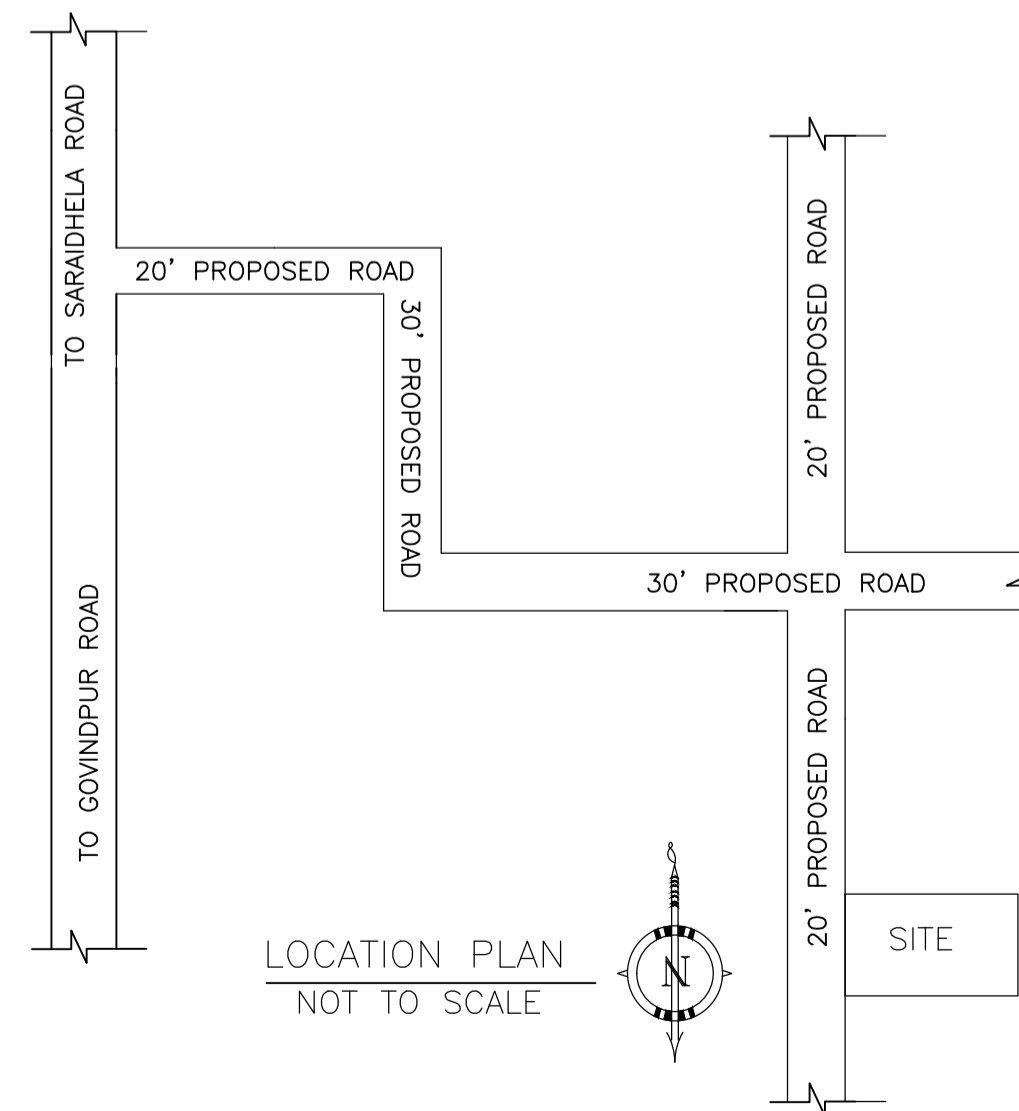 TO SARAIDHELA ROAD
20' PROPOSED ROAD
30' PROPOSED ROAD
20' PROPOSED ROAD
30' PROPOSED ROAD
TO GOVINDPUR ROAD
20' PROPOSED ROAD
SITE
LOCATION PLAN
NOT TO SCALE
N